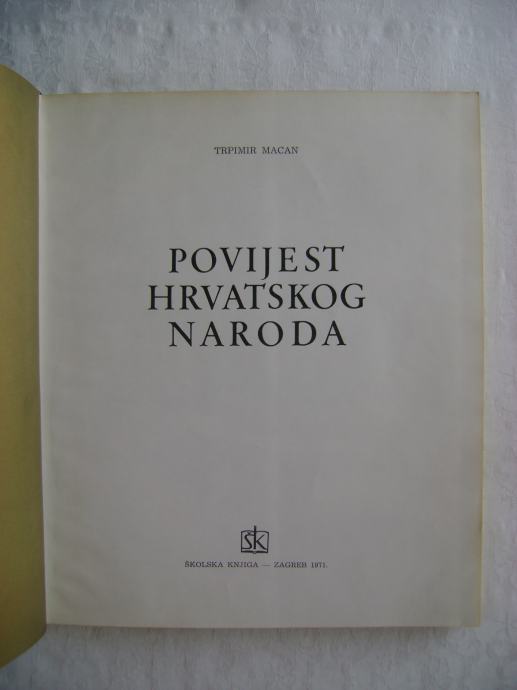 TRPIMIR MACAN
POVIJEST
HRVATSKOG
NARODA
ŠK
ŠKOLSKA KNJIGA — ZAGREB 1971.